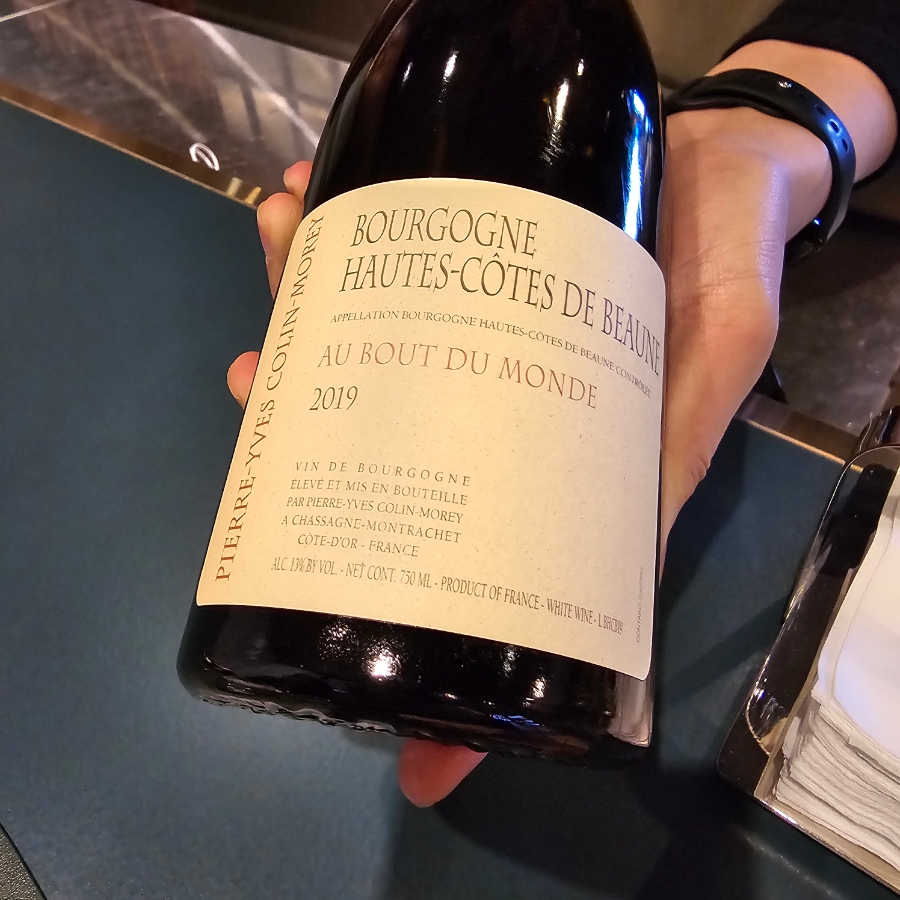 PIERRE-YVES COLIN-MOREY
BOURGOGNE
HAUTES-CÔTES DE BEAUNE
APPELLATION BOURGOGNE HAUTES-CÔTES DE BEAUNE CONTRÔLÉE
AU BOUT DU MONDE
2019
VIN DE BOURGOGNE
ÉLEVÉ ET MIS EN BOUTEILLE
PAR PIERRE-YVES COLIN-MOREY
A CHASSAGNE-MONTRACHET
CÔTE-D'OR - FRANCE
ALC. 13% BY VOL. - NET CONT. 750 ML - PRODUCT OF FRANCE - WHITE WINE -